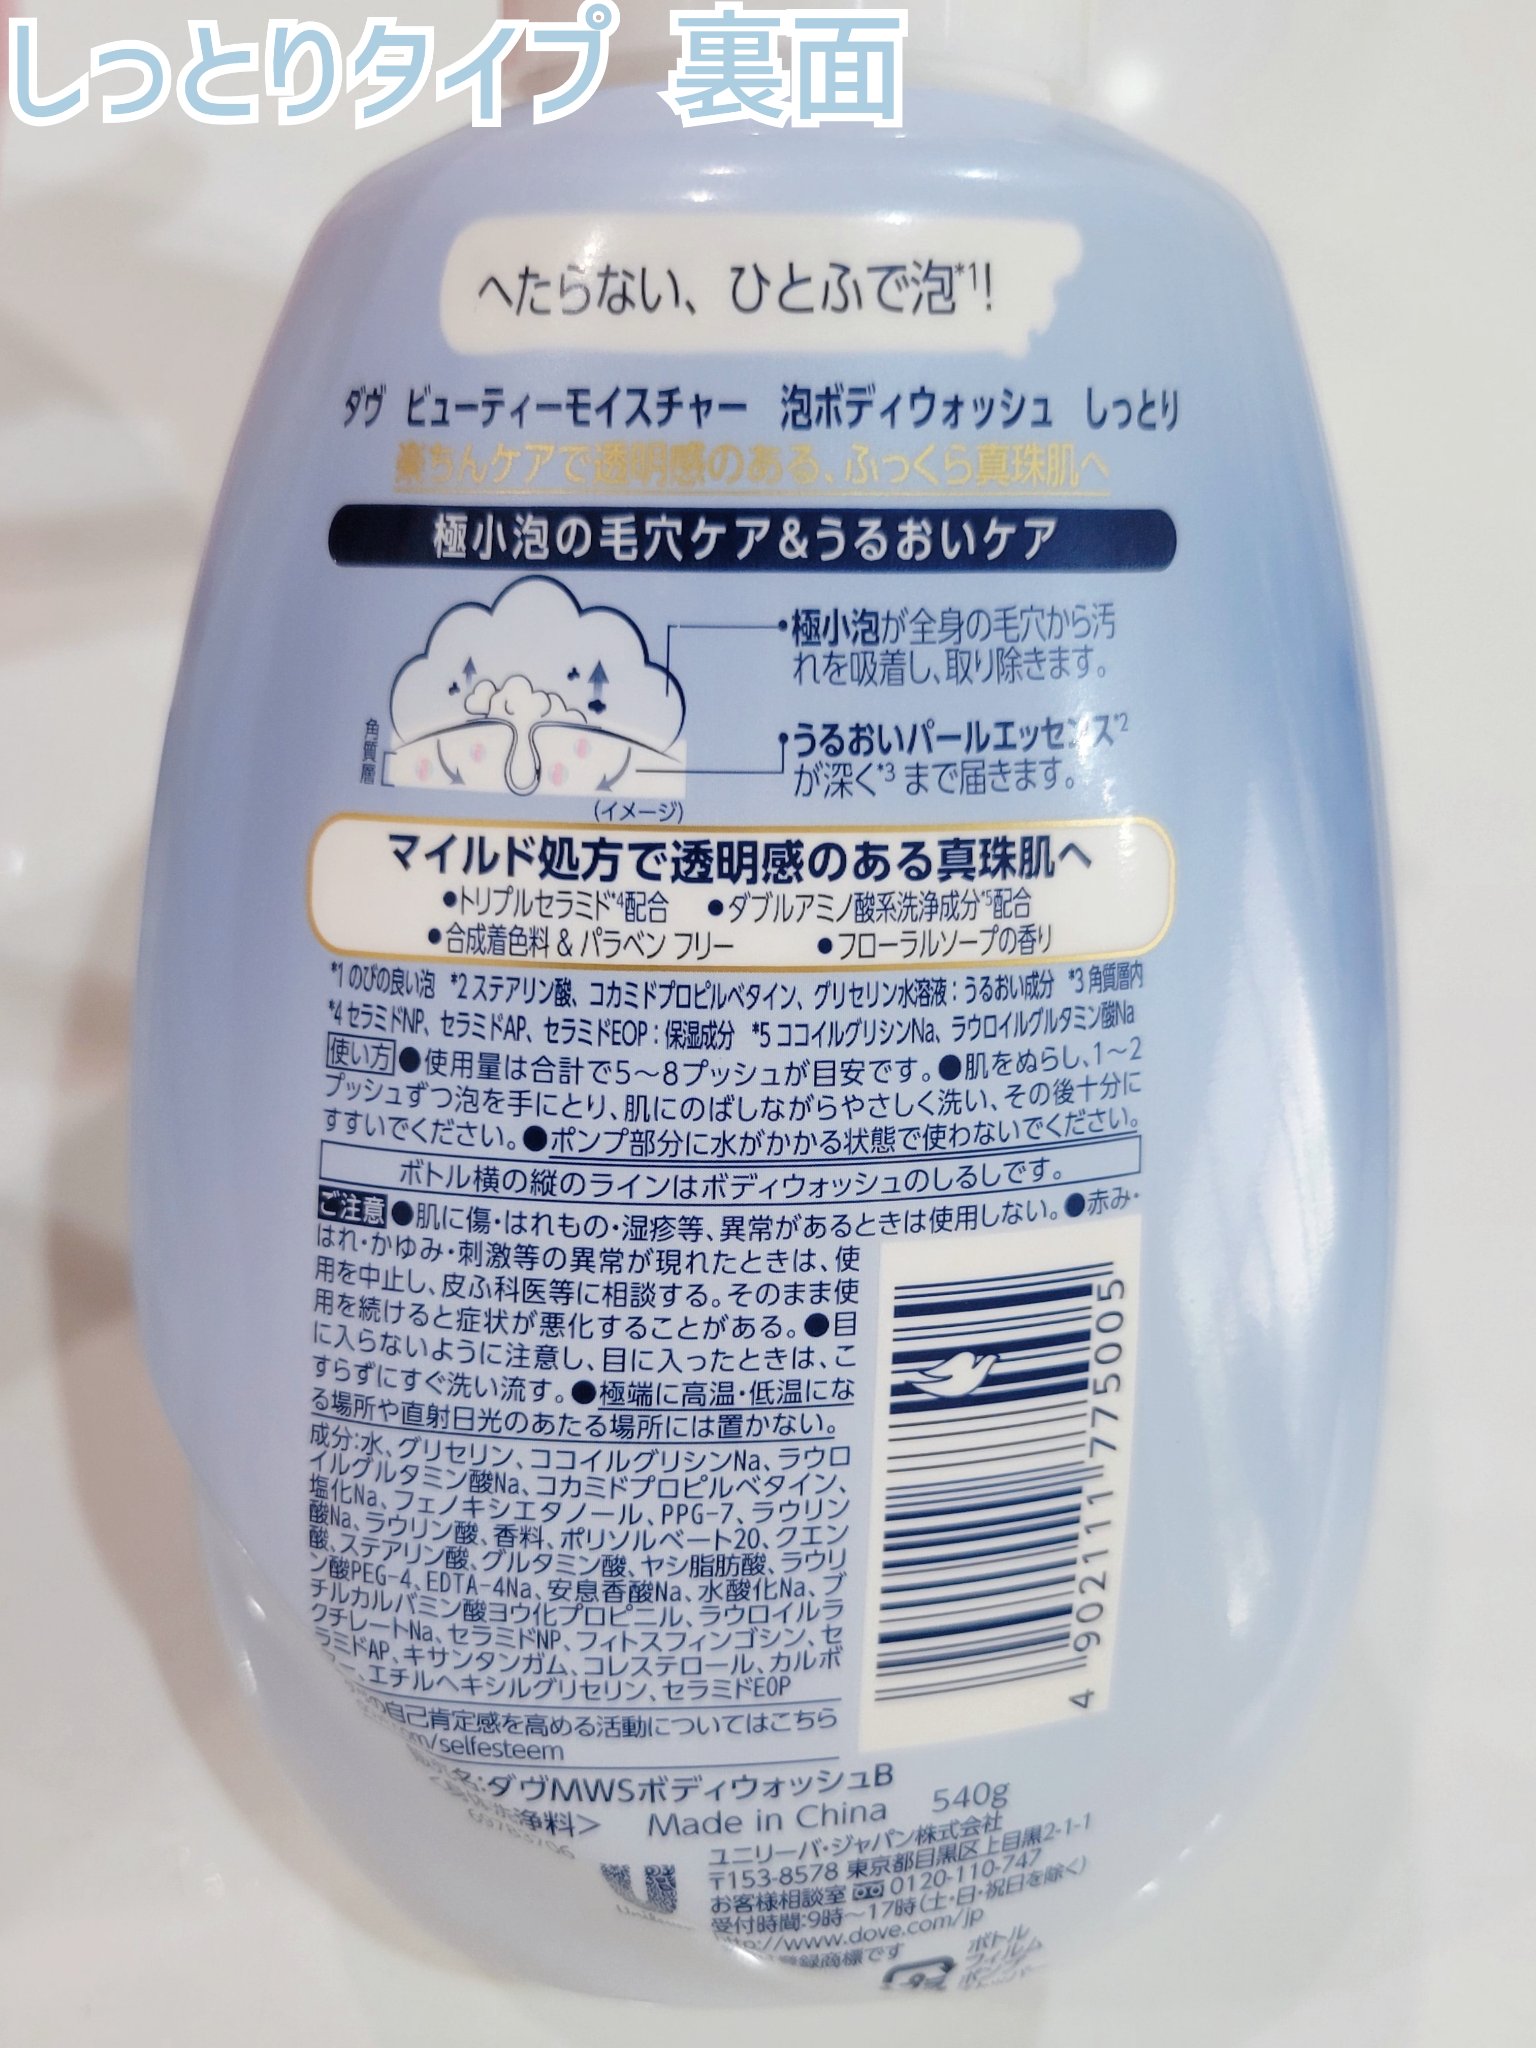 しっとりタイプ 裏面
へたらない、ひとふで泡*1!
ダヴ ビューティーモイスチャー 泡ボディウォッシュ しっとり
楽ちんケアで透明感のある、ふっくら真珠肌へ
極小泡の毛穴ケア&うるおいケア
•極小泡が全身の毛穴から汚
れを吸着し、取り除きます。
角質層
•うるおいパールエッセンス*2
が深く*3まで届きます。
(イメージ)
マイルド処方で透明感のある真珠肌へ
●トリプルセラミド*4配合 ●ダブルアミノ酸系洗浄成分*5配合
●合成着色料 & パラベン フリー ●フローラルソープの香り
*1 のびの良い泡 *2 ステアリン酸、コカミドプロピルベタイン、グリセリン水溶液:うるおい成分 *3 角質層内
*4 セラミドNP、セラミドAP、セラミドEOP:保湿成分 *5 ココイルグリシンNa、ラウロイルグルタミン酸Na
使い方 ●使用量は合計で5〜8プッシュが目安です。●肌をぬらし、1〜2
プッシュずつ泡を手にとり、肌にのばしながらやさしく洗い、その後十分に
すすいでください。●ポンプ部分に水がかかる状態で使わないでください。
ボトル横の縦のラインはボディウォッシュのしるしです。
ご注意 ●肌に傷・はれもの・湿疹等、異常があるときは使用しない。●赤み・
はれ・かゆみ・刺激等の異常が現れたときは、使
用を中止し、皮ふ科医等に相談する。そのまま使
用を続けると症状が悪化することがある。●目
に入らないように注意し、目に入ったときは、こ
すらずにすぐ洗い流す。●極端に高温・低温にな
る場所や直射日光のあたる場所には置かない。
成分:水、グリセリン、ココイルグリシンNa、ラウロ
イルグルタミン酸Na、コカミドプロピルベタイン、
塩化Na、フェノキシエタノール、PPG-7、ラウリン
酸Na、ラウリン酸、香料、ポリソルベート20、クエン
酸、ステアリン酸、グルタミン酸、ヤシ脂肪酸、ラウリ
ン酸PEG-4、EDTA-4Na、安息香酸Na、水酸化Na、ブ
チルカルバミン酸ヨウ化プロピニル、ラウロイルラ
クチレートNa、セラミドNP、フィトスフィンゴシン、セ
ラミドAP、キサンタンガム、コレステロール、カルボ
マー、エチルヘキシルグリセリン、セラミドEOP
の自己肯定感を高める活動についてはこちら
com/selfesteem
4902111775005
名:ダヴMWSボディウォッシュB
浄料> Made in China 540g
ユニリーバ・ジャパン株式会社
〒153-8578 東京都目黒区上目黒2-1-1
お客様相談室 0120-110-747
受付時間:9時〜17時(土・日・祝日を除く)
http://www.dove.com/jp
登録商標です
ボトル
フィルム
ポンプ